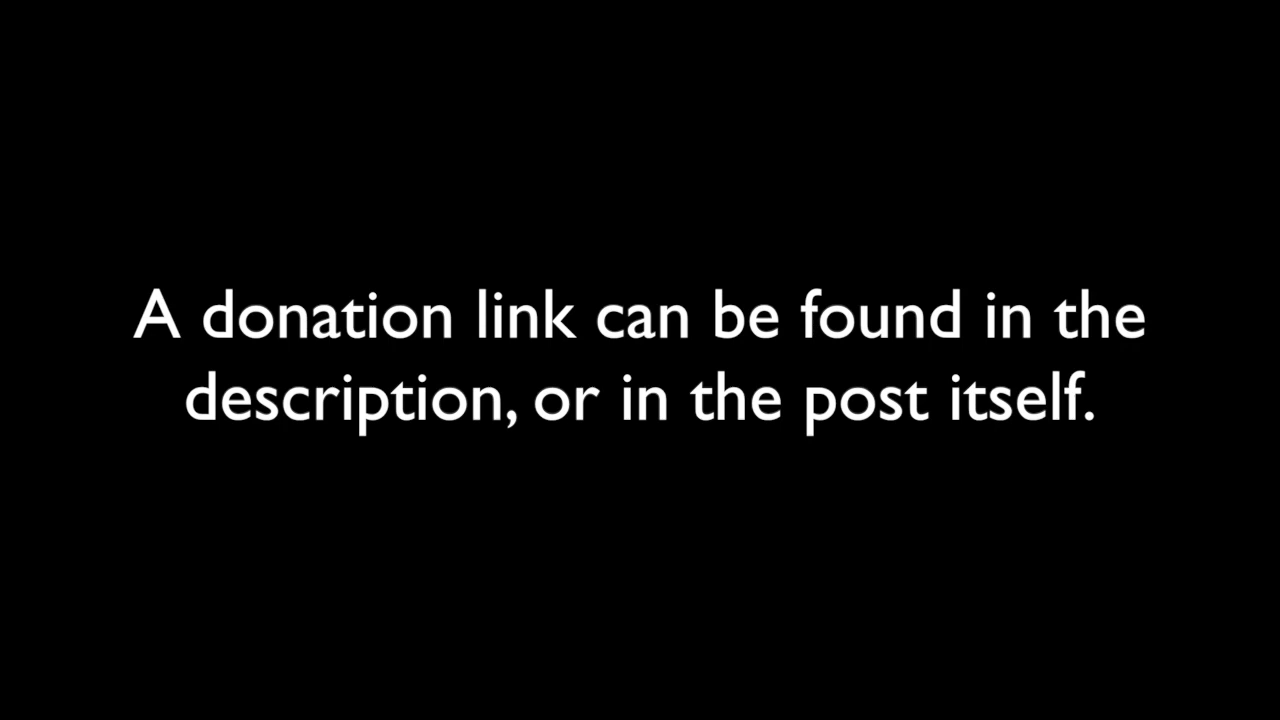 A donation link can be found in the
description, or in the post itself.